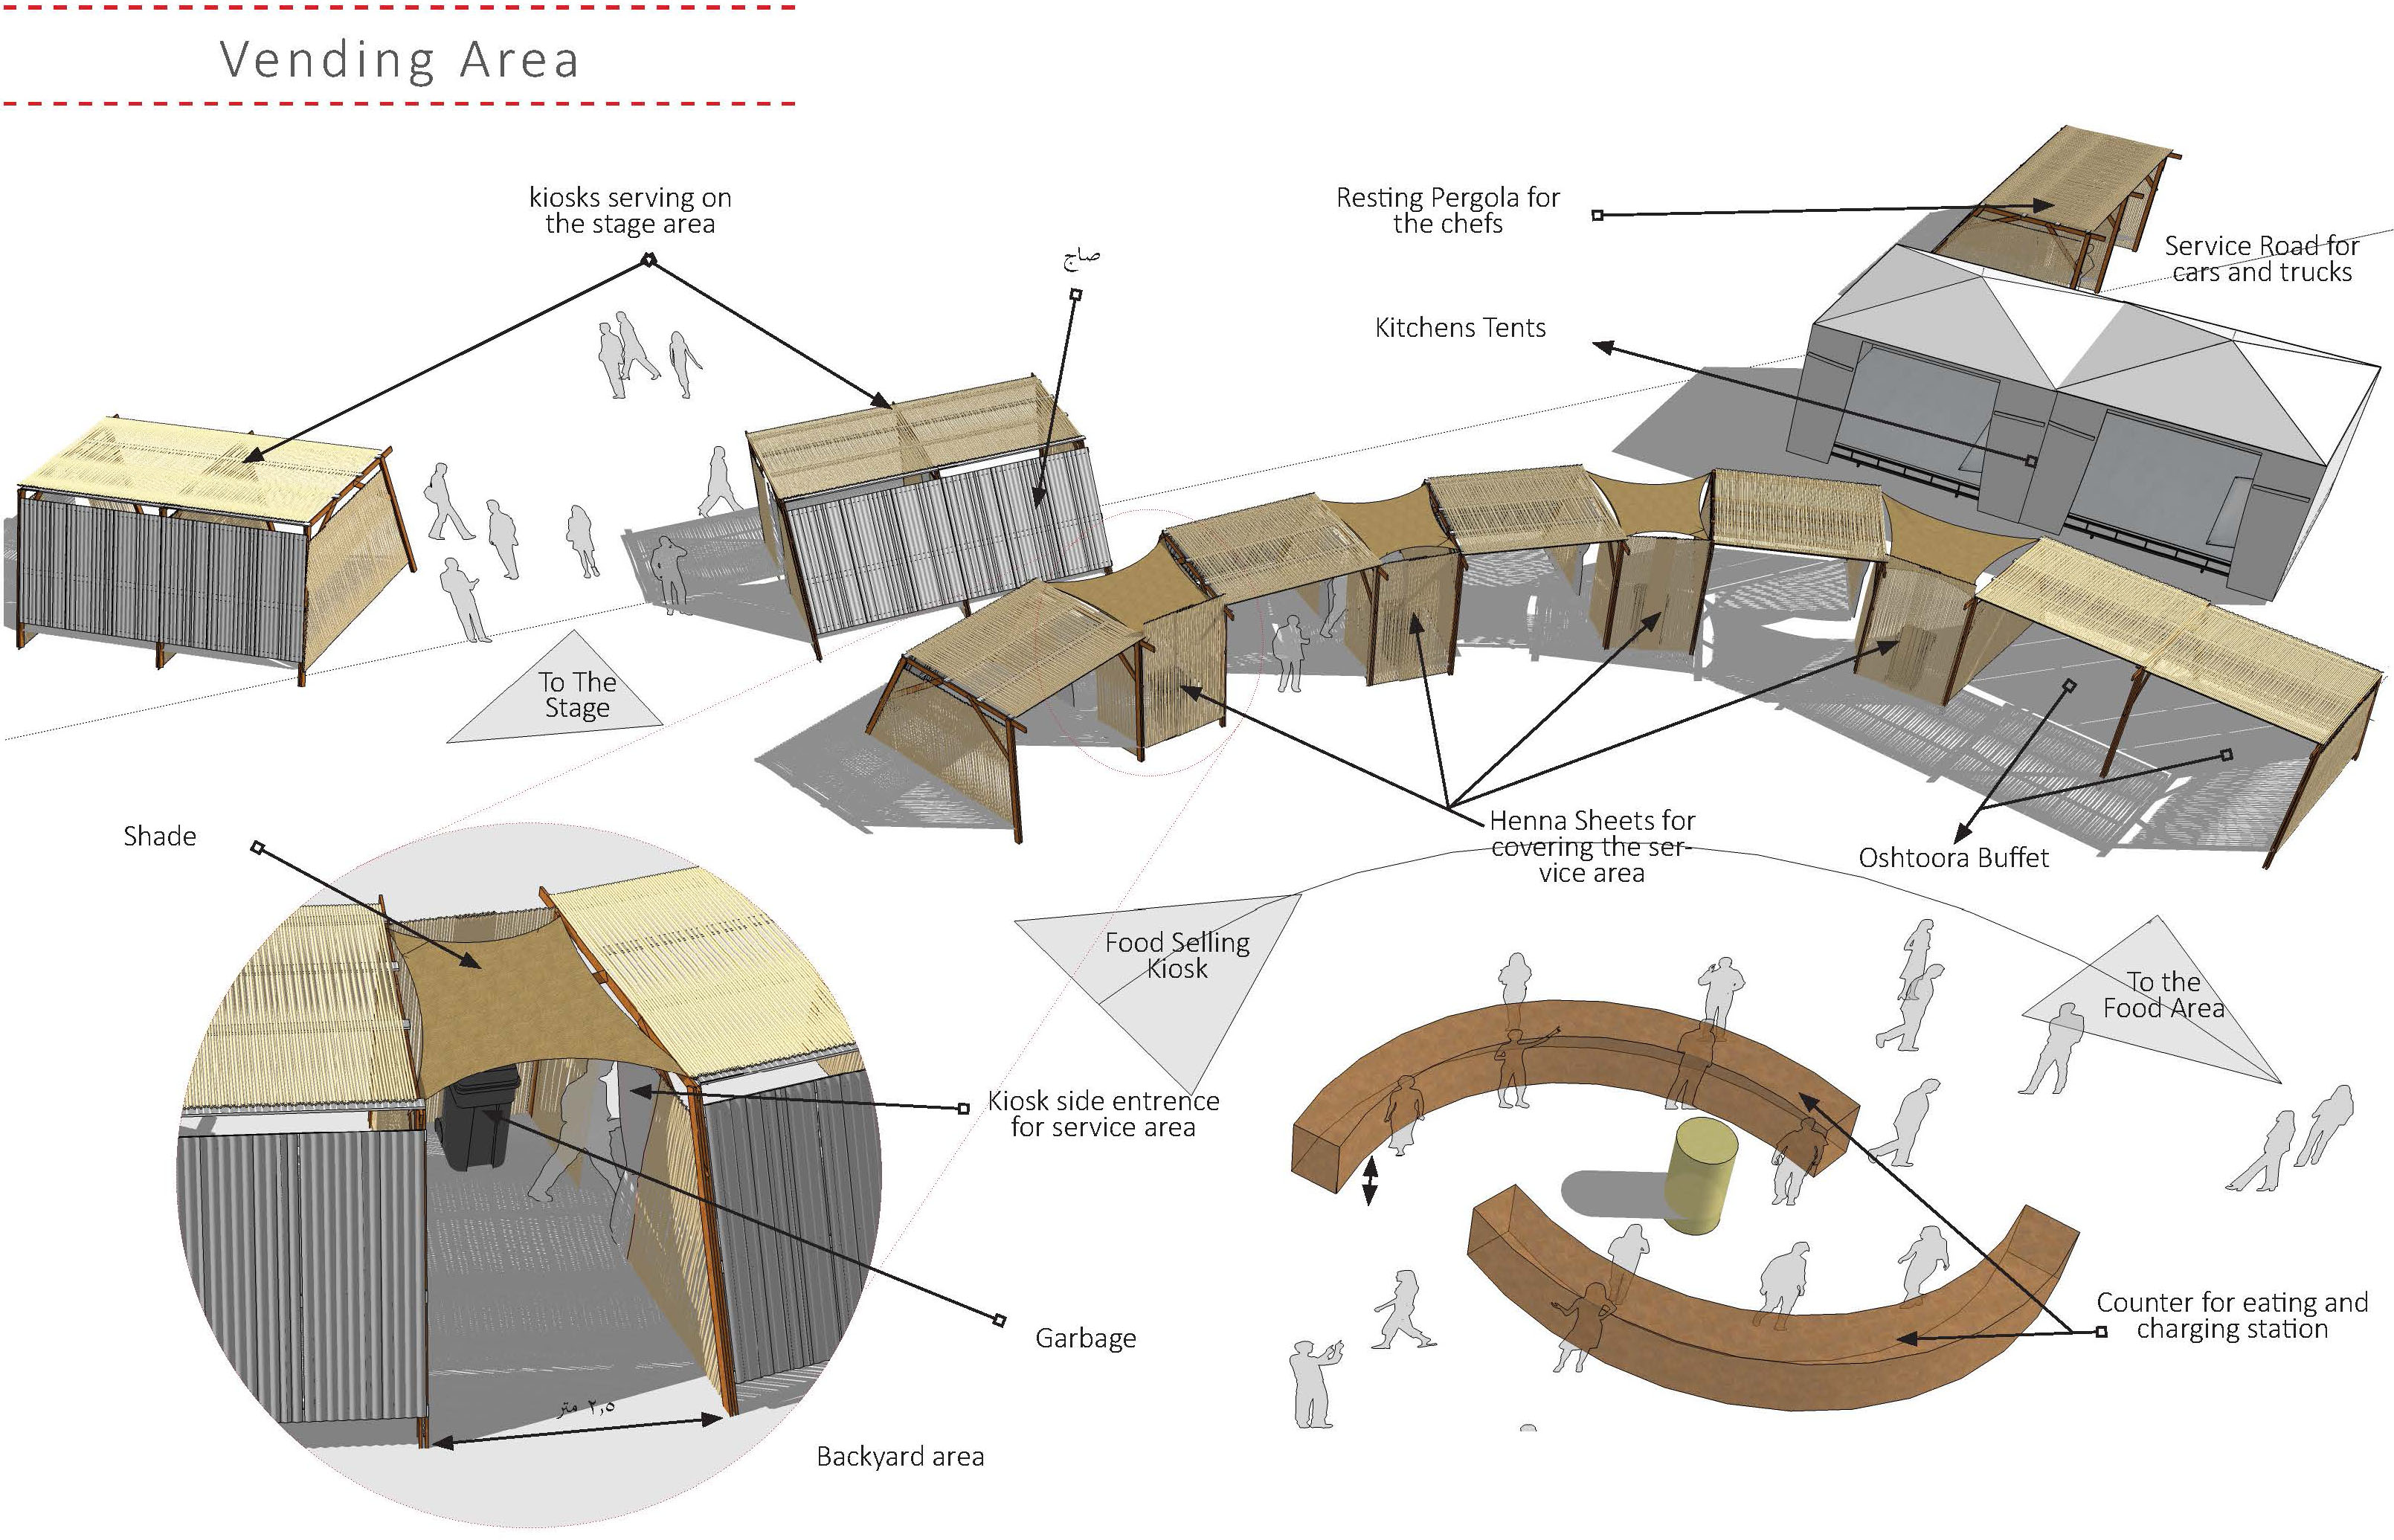 Vending Area
kiosks serving on
the stage area
صاج
Resting Pergola for
the chefs
Service Road for
cars and trucks
Kitchens Tents
To The
Stage
Shade
Henna Sheets for
covering the ser-
vice area
Oshtoora Buffet
Food Selling
Kiosk
To the
Food Area
Kiosk side entrence
for service area
Garbage
Counter for eating and
charging station
٢,٥ متر
Backyard area